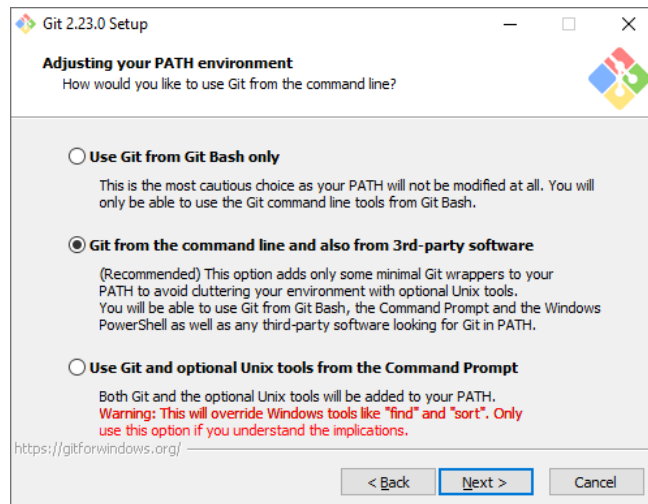 Git 2.23.0 Setup
Adjusting your PATH environment
How would you like to use Git from the command line?
Use Git from Git Bash only
This is the most cautious choice as your PATH will not be modified at all. You will
only be able to use the Git command line tools from Git Bash.
Git from the command line and also from 3rd-party software
(Recommended) This option adds only some minimal Git wrappers to your
PATH to avoid cluttering your environment with optional Unix tools.
You will be able to use Git from Git Bash, the Command Prompt and the Windows
PowerShell as well as any third-party software looking for Git in PATH.
Use Git and optional Unix tools from the Command Prompt
Both Git and the optional Unix tools will be added to your PATH.
Warning: This will override Windows tools like "find" and "sort". Only
use this option if you understand the implications.
https://gitforwindows.org/
< Back Next > Cancel